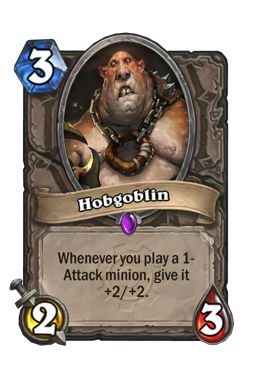 3
Hobgoblin
Whenever you play a 1-
Attack minion, give it
+2/+2.
2
3